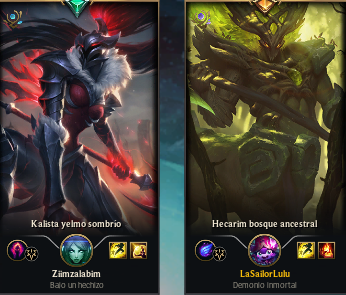 Kalista yelmo sombrío
Ziimzalabim
Bajo un hechizo
Hecarim bosque ancestral
LaSailorLulu
Demonio inmortal